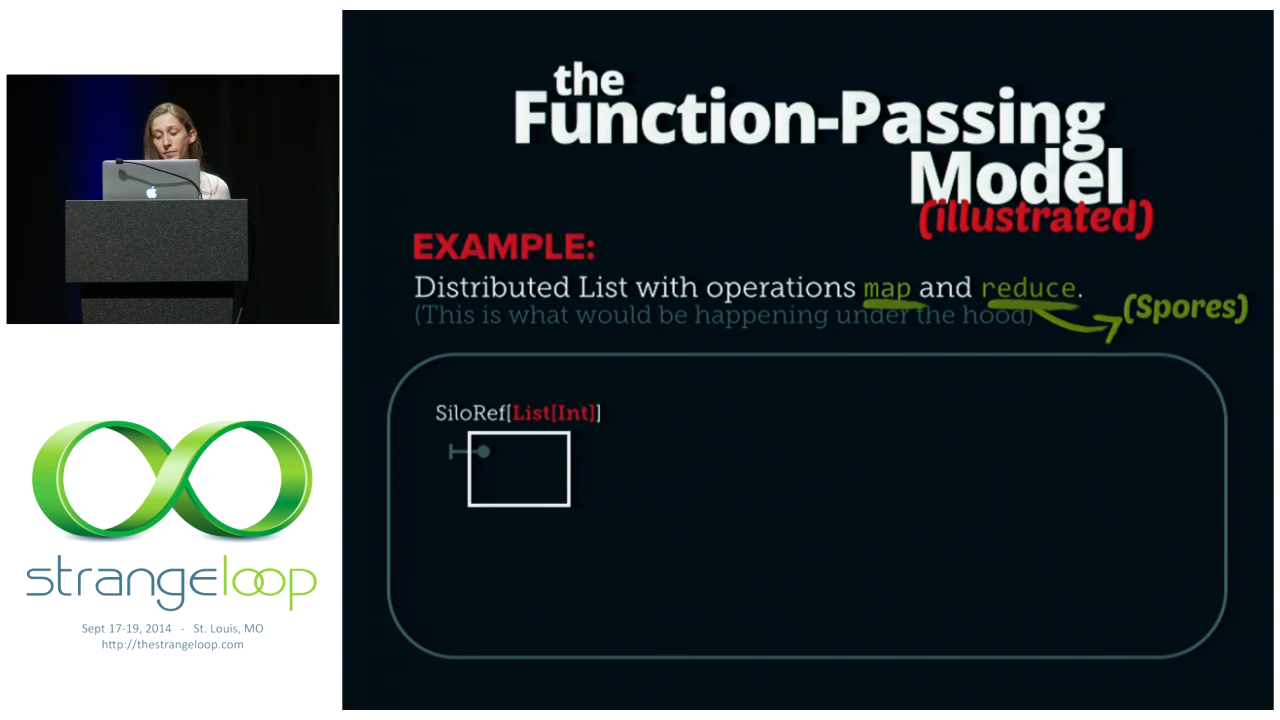 the
Function-Passing
Model
(illustrated)
EXAMPLE:
Distributed List with operations map and reduce.
(This is what would be happening under the hood)
(Spores)
SiloRef[List[Int]]
strangeloop
Sept 17-19, 2014 - St. Louis, MO
http://thestrangeloop.com